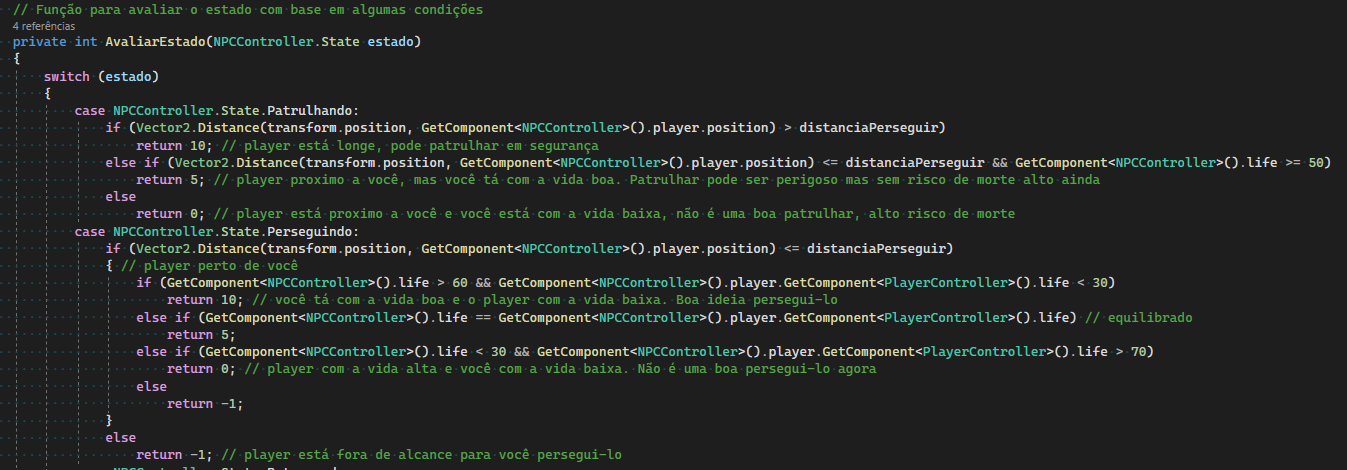 // Função para avaliar o estado com base em algumas condições
4 referências
private int AvaliarEstado(NPCController.State estado)
{
switch (estado)
{
case NPCController.State.Patrulhando:
if (Vector2.Distance(transform.position, GetComponent<NPCController>().player.position) > distanciaPerseguir)
return 10; // player está longe, pode patrulhar em segurança
else if (Vector2.Distance(transform.position, GetComponent<NPCController>().player.position) <= distanciaPerseguir && GetComponent<NPCController>().life >= 50)
return 5; // player proximo a você, mas você tá com a vida boa. Patrulhar pode ser perigoso mas sem risco de morte alto ainda
else
return 0; // player está proximo a você e você está com a vida baixa, não é uma boa patrulhar, alto risco de morte
case NPCController.State.Perseguindo:
if (Vector2.Distance(transform.position, GetComponent<NPCController>().player.position) <= distanciaPerseguir)
{ // player perto de você
if (GetComponent<NPCController>().life > 60 && GetComponent<NPCController>().player.GetComponent<PlayerController>().life < 30)
return 10; // você tá com a vida boa e o player com a vida baixa. Boa ideia persegui-lo
else if (GetComponent<NPCController>().life == GetComponent<NPCController>().player.GetComponent<PlayerController>().life) // equilibrado
return 5;
else if (GetComponent<NPCController>().life < 30 && GetComponent<NPCController>().player.GetComponent<PlayerController>().life > 70)
return 0; // player com a vida alta e você com a vida baixa. Não é uma boa persegui-lo agora
else
return -1;
}
else
return -1; // player está fora de alcance para você persegui-lo